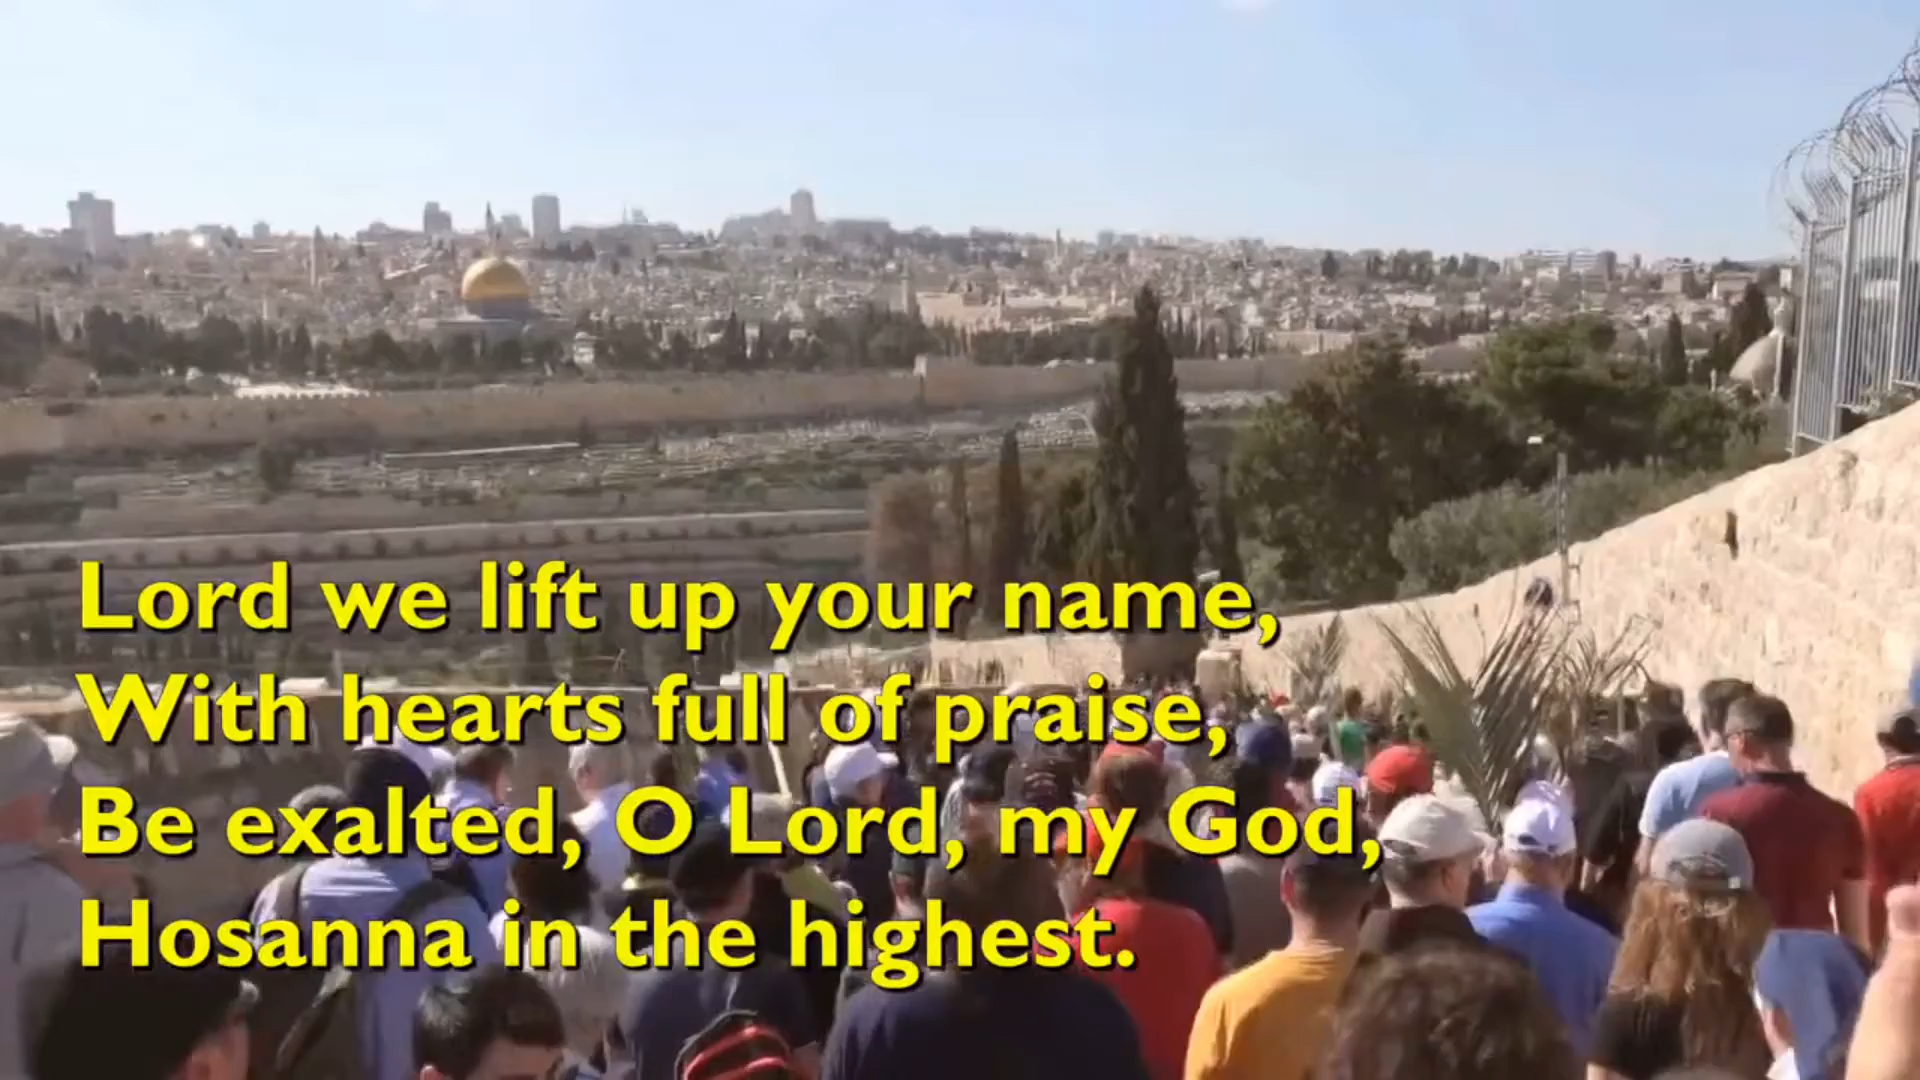 Lord we lift up your name,
With hearts full of praise,
Be exalted, O Lord, my God,
Hosanna in the highest.